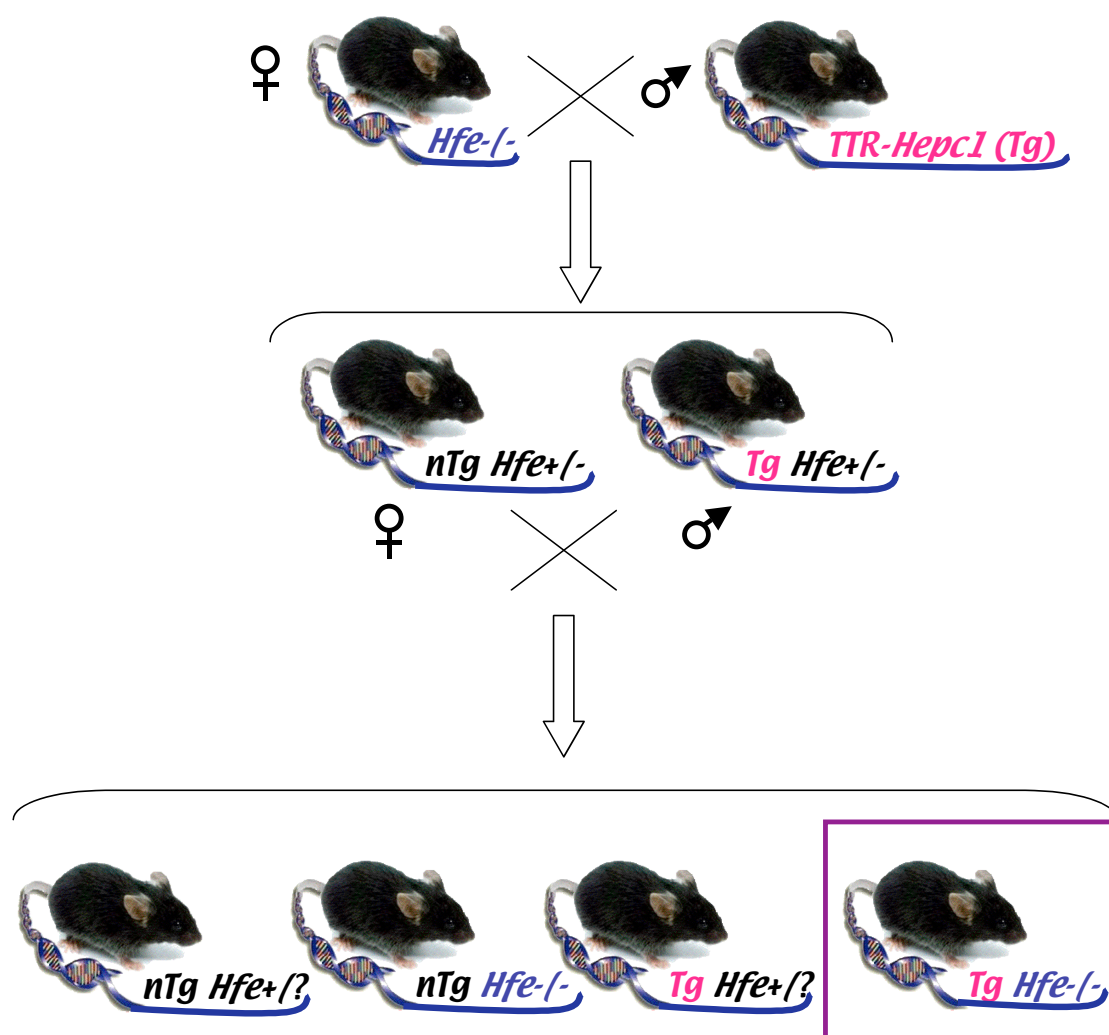 ♀
♂
Hfe-/-
TTR-Hepc1 (Tg)
nTg Hfe+/-
Tg Hfe+/-
♀
♂
nTg Hfe+/?
nTg Hfe-/-
Tg Hfe+/?
Tg Hfe-/-